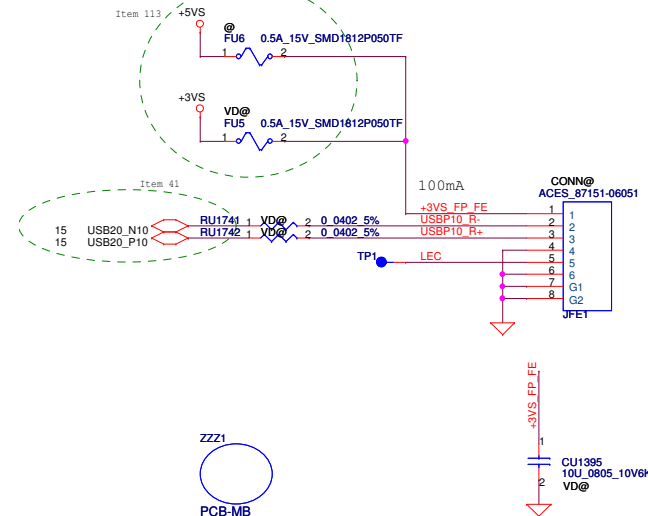 Item 113
+5VS
@
FU6 0.5A_15V_SMD1812P050TF
1 2
+3VS
VD@
FU5 0.5A_15V_SMD1812P050TF
1 2
Item 41
100mA
CONN@
ACES_87151-06051
+3VS_FP_FE 1 1
15 USB20_N10 RU1741 1 VD@ 2 0_0402_5% USBP10_R- 2 2
15 USB20_P10 RU1742 1 VD@ 2 0_0402_5% USBP10_R+ 3 3
4 4
TP1 LEC 5 5
6 6
7 G1
8 G2
JFE1
+3VS_FP_FE
1
CU1395
10U_0805_10V6K
2 VD@
ZZZ1
PCB-MB